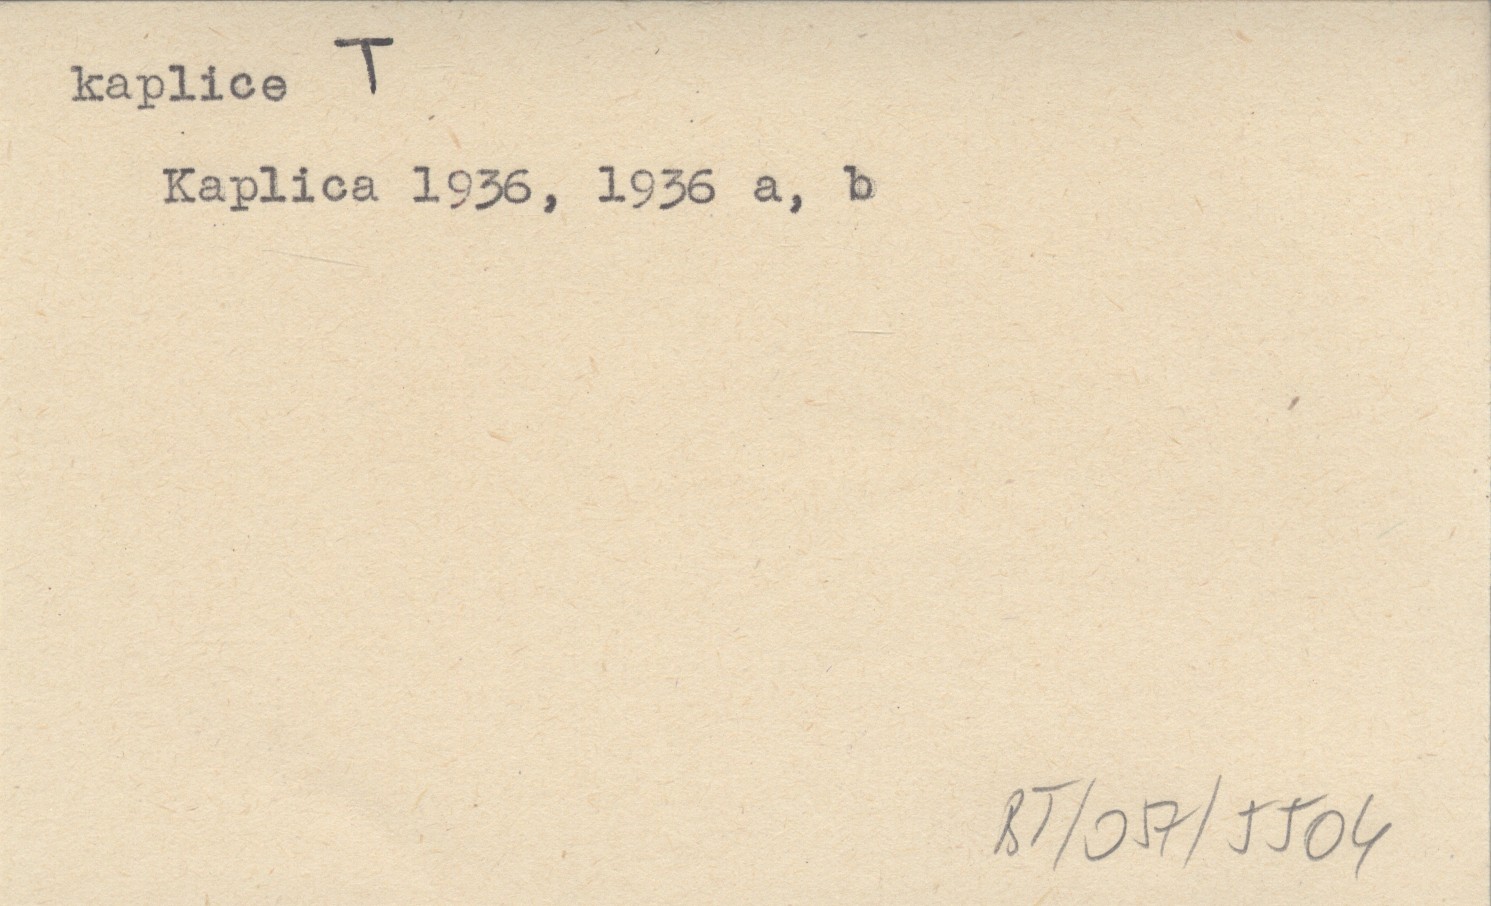 kaplice T
Kaplica 1936, 1936 a, b
BT/057/5504